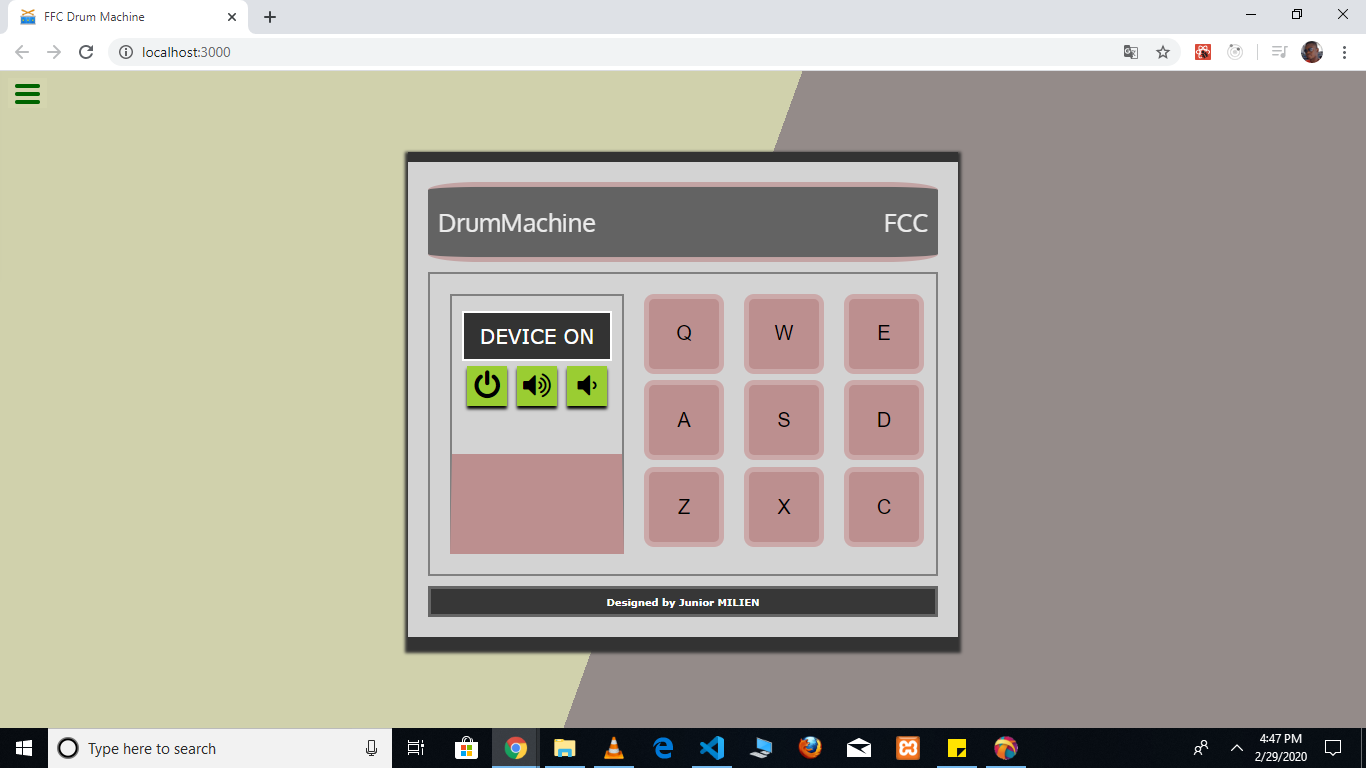 FFC Drum Machine
localhost:3000
DrumMachine FCC
DEVICE ON
Q W E
A S D
Z X C
Designed by Junior MILIEN
Type here to search
4:47 PM
2/29/2020